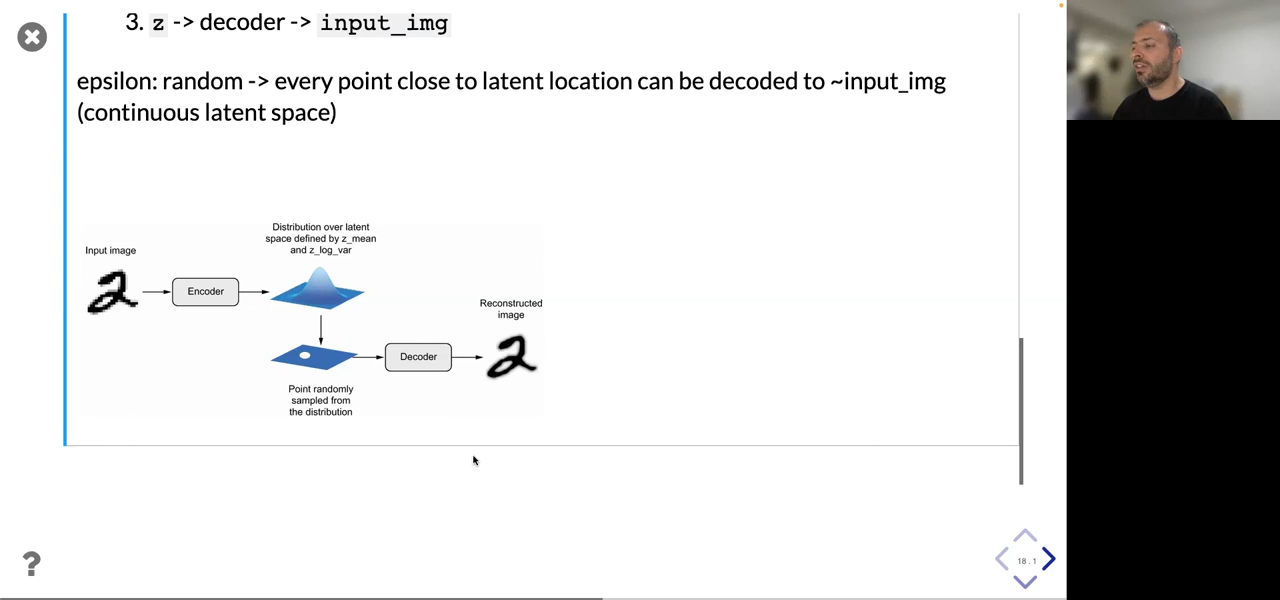 3. z -> decoder -> input_img
epsilon: random -> every point close to latent location can be decoded to ~input_img
(continuous latent space)
Distribution over latent
space defined by z_mean
and z_log_var
Input image
Encoder
Reconstructed
image
Decoder
Point randomly
sampled from
the distribution
?
18.1